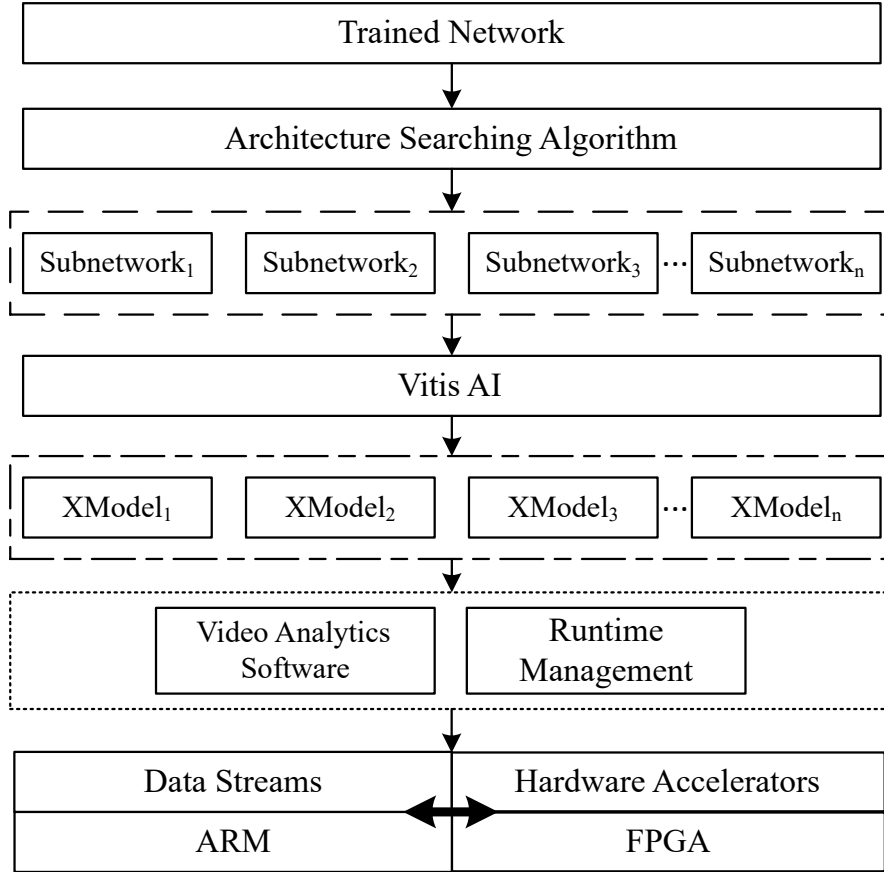 Trained Network
Architecture Searching Algorithm
Subnetwork₁ Subnetwork₂ Subnetwork₃ ... Subnetworkₙ
Vitis AI
XModel₁ XModel₂ XModel₃ ... XModelₙ
Video Analytics
Software
Runtime
Management
Data Streams Hardware Accelerators
ARM FPGA